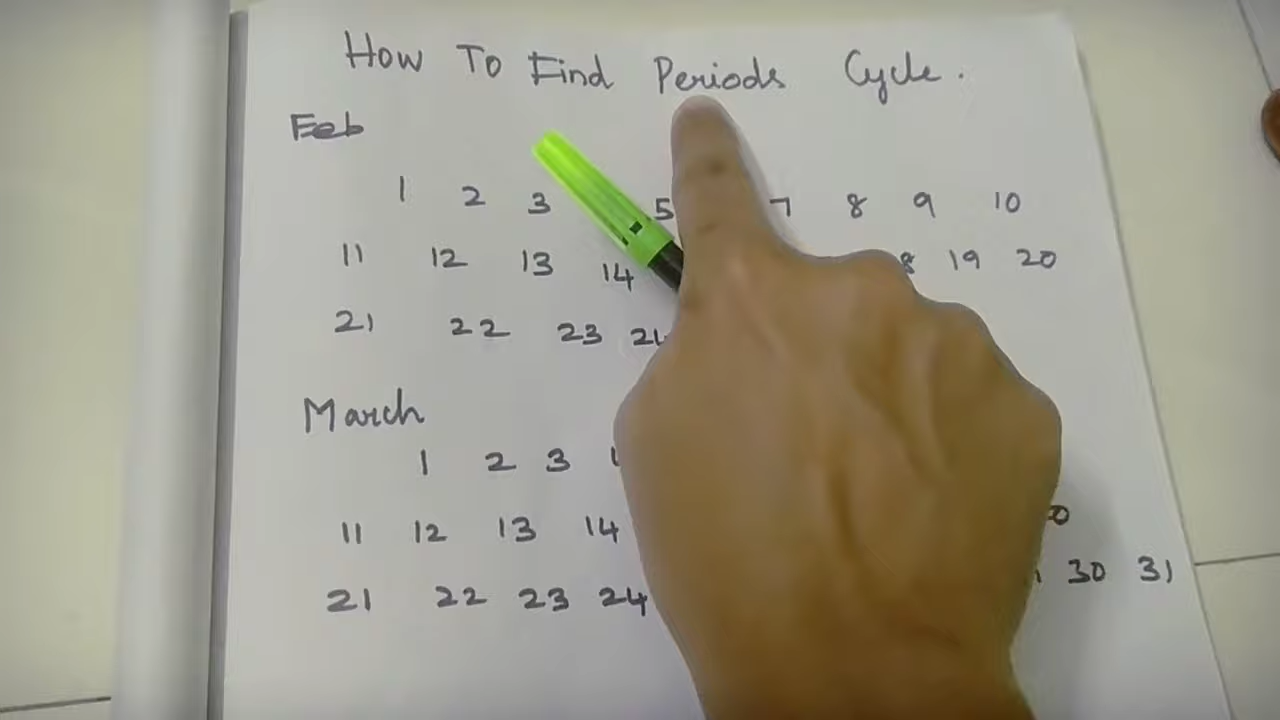 How To Find Periods Cycle.
Feb
1 2 3 5 7 8 9 10
11 12 13 14 19 20
21 22 23
March
1 2 3
11 12 13 14
21 22 23 24 30 31